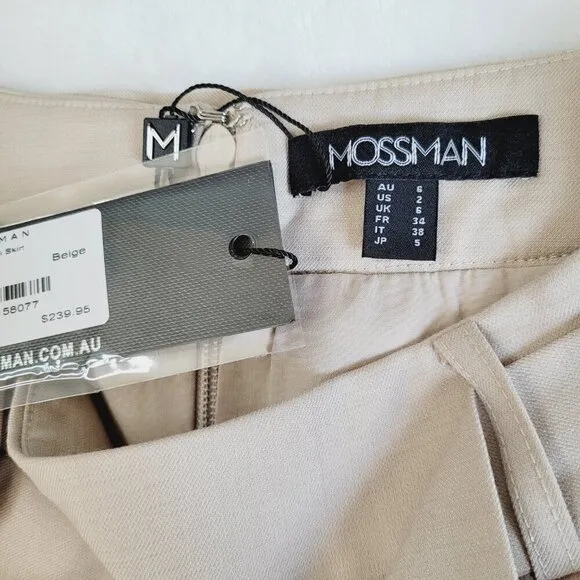 MOSSMAN
AU 6
US 2
UK 6
FR 34
IT 38
JP 5
M
MAN
Skirt
Beige
58077
$239.95
MAN.COM.AU